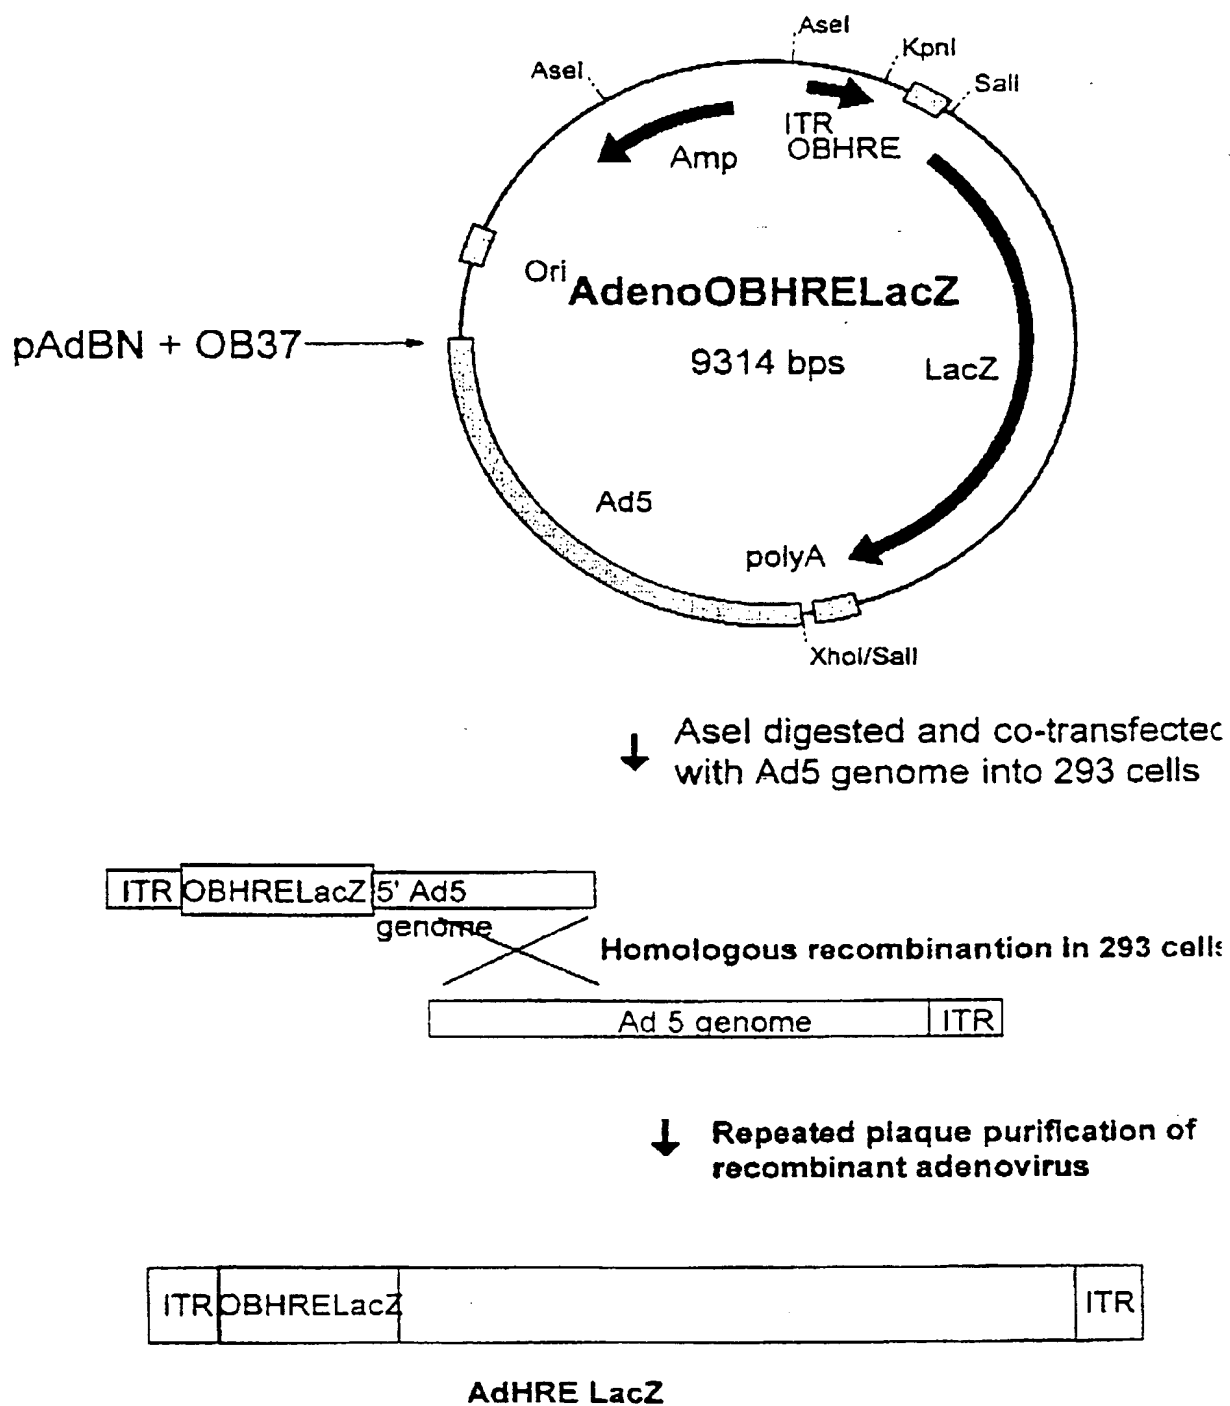 AseI
KpnI
SalI
AseI
ITR
OBHRE
Amp
Ori
AdenoOBHRELacZ
9314 bps
pAdBN + OB37
LacZ
Ad5
polyA
XhoI/SalI
AseI digested and co-transfected
with Ad5 genome into 293 cells
ITR OBHRELacZ 5' Ad5
genome
Homologous recombinantion in 293 cells
Ad 5 genome ITR
Repeated plaque purification of
recombinant adenovirus
ITR OBHRELacZ ITR
AdHRE LacZ